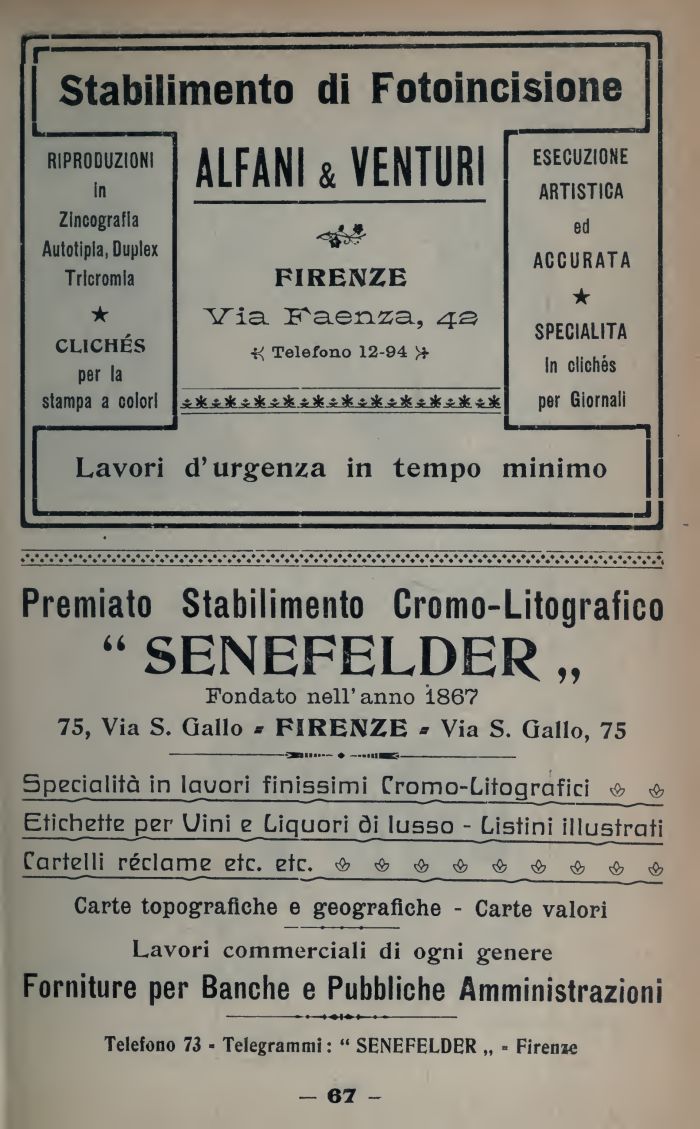 Stabilimento di Fotoincisione
RIPRODUZIONI
in
Zincografia
Autotipia, Duplex
Tricromia
★
CLICHÉS
per la
stampa a colori
ALFANI & VENTURI
FIRENZE
Via Faenza, 42
Telefono 12-94
ESECUZIONE
ARTISTICA
ed
ACCURATA
★
SPECIALITA
in clichés
per Giornali
Lavori d'urgenza in tempo minimo
Premiato Stabilimento Cromo-Litografico
“ SENEFELDER „
Fondato nell'anno 1867
75, Via S. Gallo - FIRENZE - Via S. Gallo, 75
Specialità in lavori finissimi Cromo-Litografici
Etichette per Vini e Liquori di lusso - Listini illustrati
Cartelli réclame etc. etc.
Carte topografiche e geografiche - Carte valori
Lavori commerciali di ogni genere
Forniture per Banche e Pubbliche Amministrazioni
Telefono 73 - Telegrammi: “ SENEFELDER „ - Firenze
— 67 —